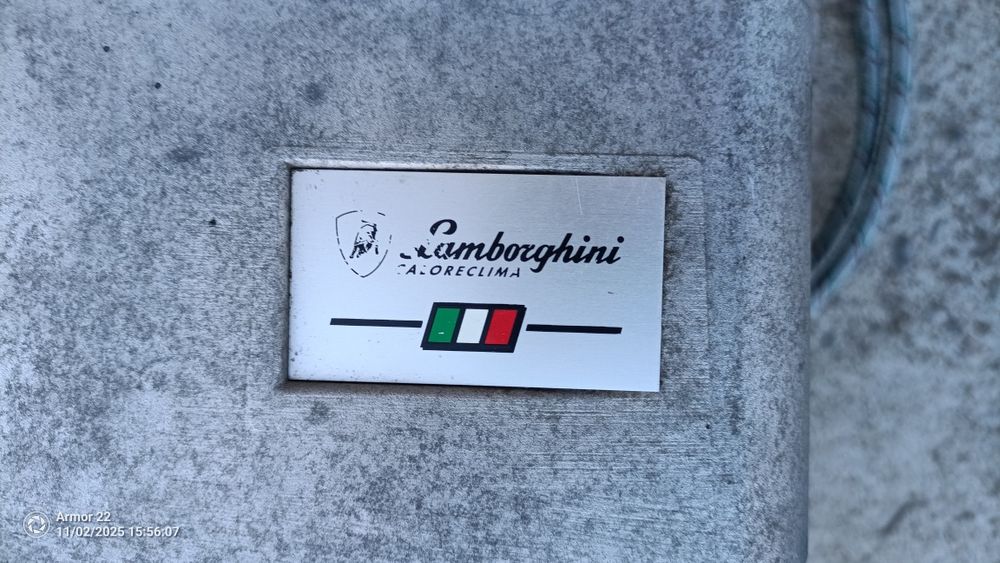 Lamborghini
CALORECLIMA
Armor 22
11/02/2025 15:56:07